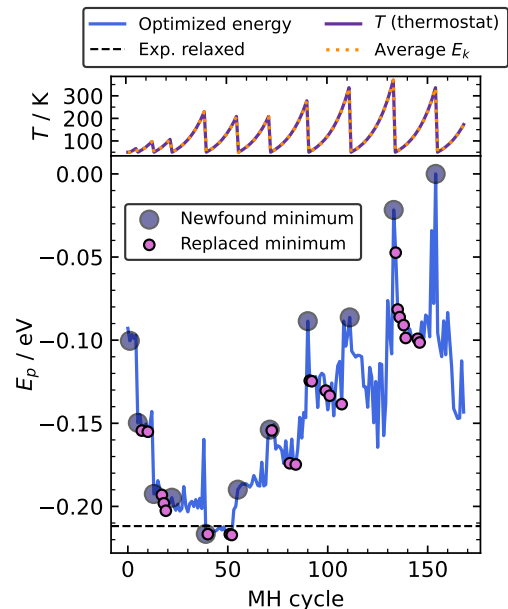 Optimized energy
Exp. relaxed
T (thermostat)
Average E_k
T / K
300
200
100
E_p / eV
0.00
−0.05
−0.10
−0.15
−0.20
Newfound minimum
Replaced minimum
0
50
100
150
MH cycle